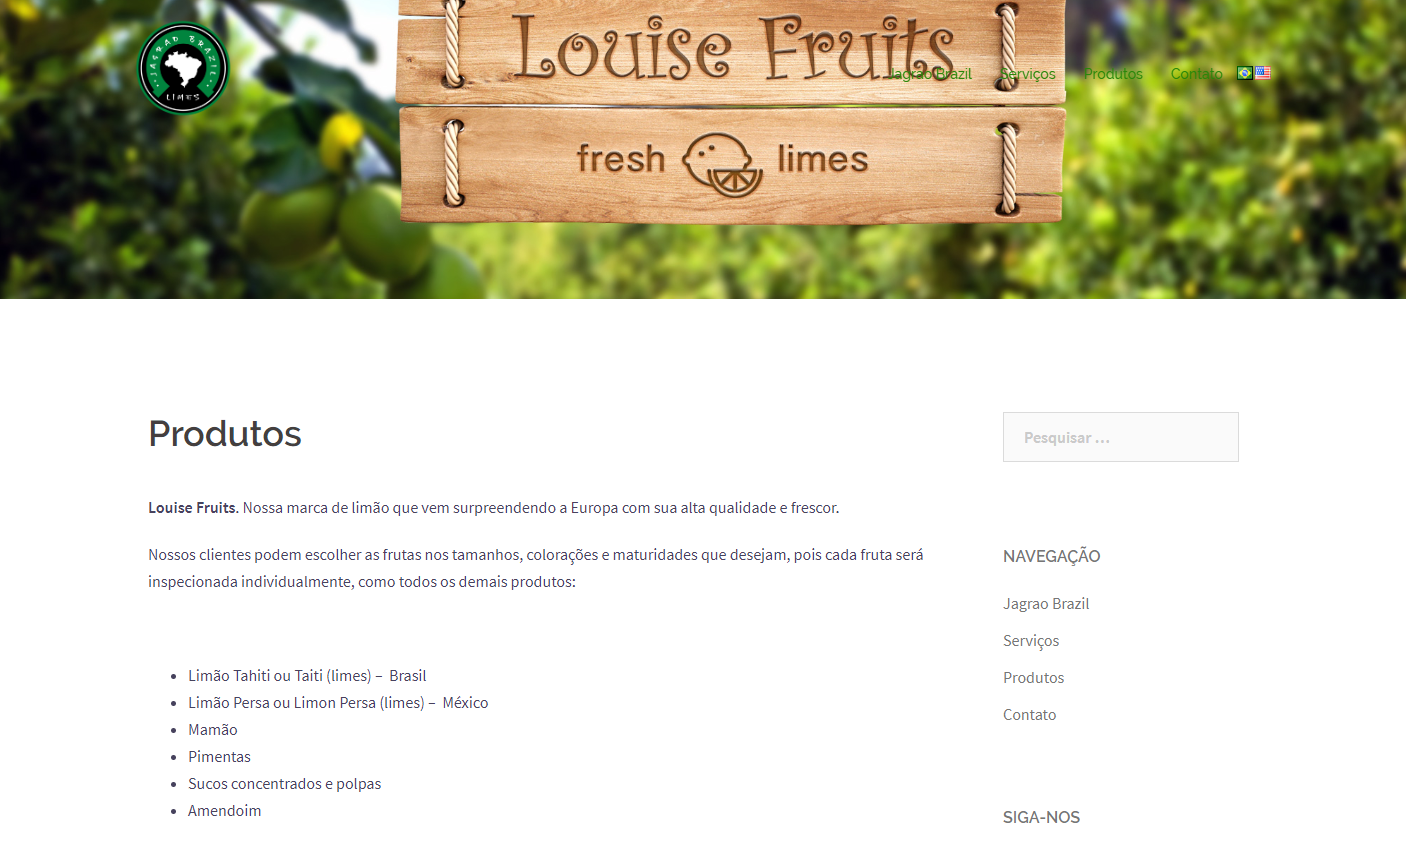 JAGRAO BRAZIL
LIMES
Louise Fruits
Jagrao Brazil Serviços Produtos Contato
fresh limes
Produtos
Pesquisar …
Louise Fruits. Nossa marca de limão que vem surpreendendo a Europa com sua alta qualidade e frescor.
Nossos clientes podem escolher as frutas nos tamanhos, colorações e maturidades que desejam, pois cada fruta será
inspecionada individualmente, como todos os demais produtos:
Limão Tahiti ou Taiti (limes) – Brasil
Limão Persa ou Limon Persa (limes) – México
Mamão
Pimentas
Sucos concentrados e polpas
Amendoim
NAVEGAÇÃO
Jagrao Brazil
Serviços
Produtos
Contato
SIGA-NOS